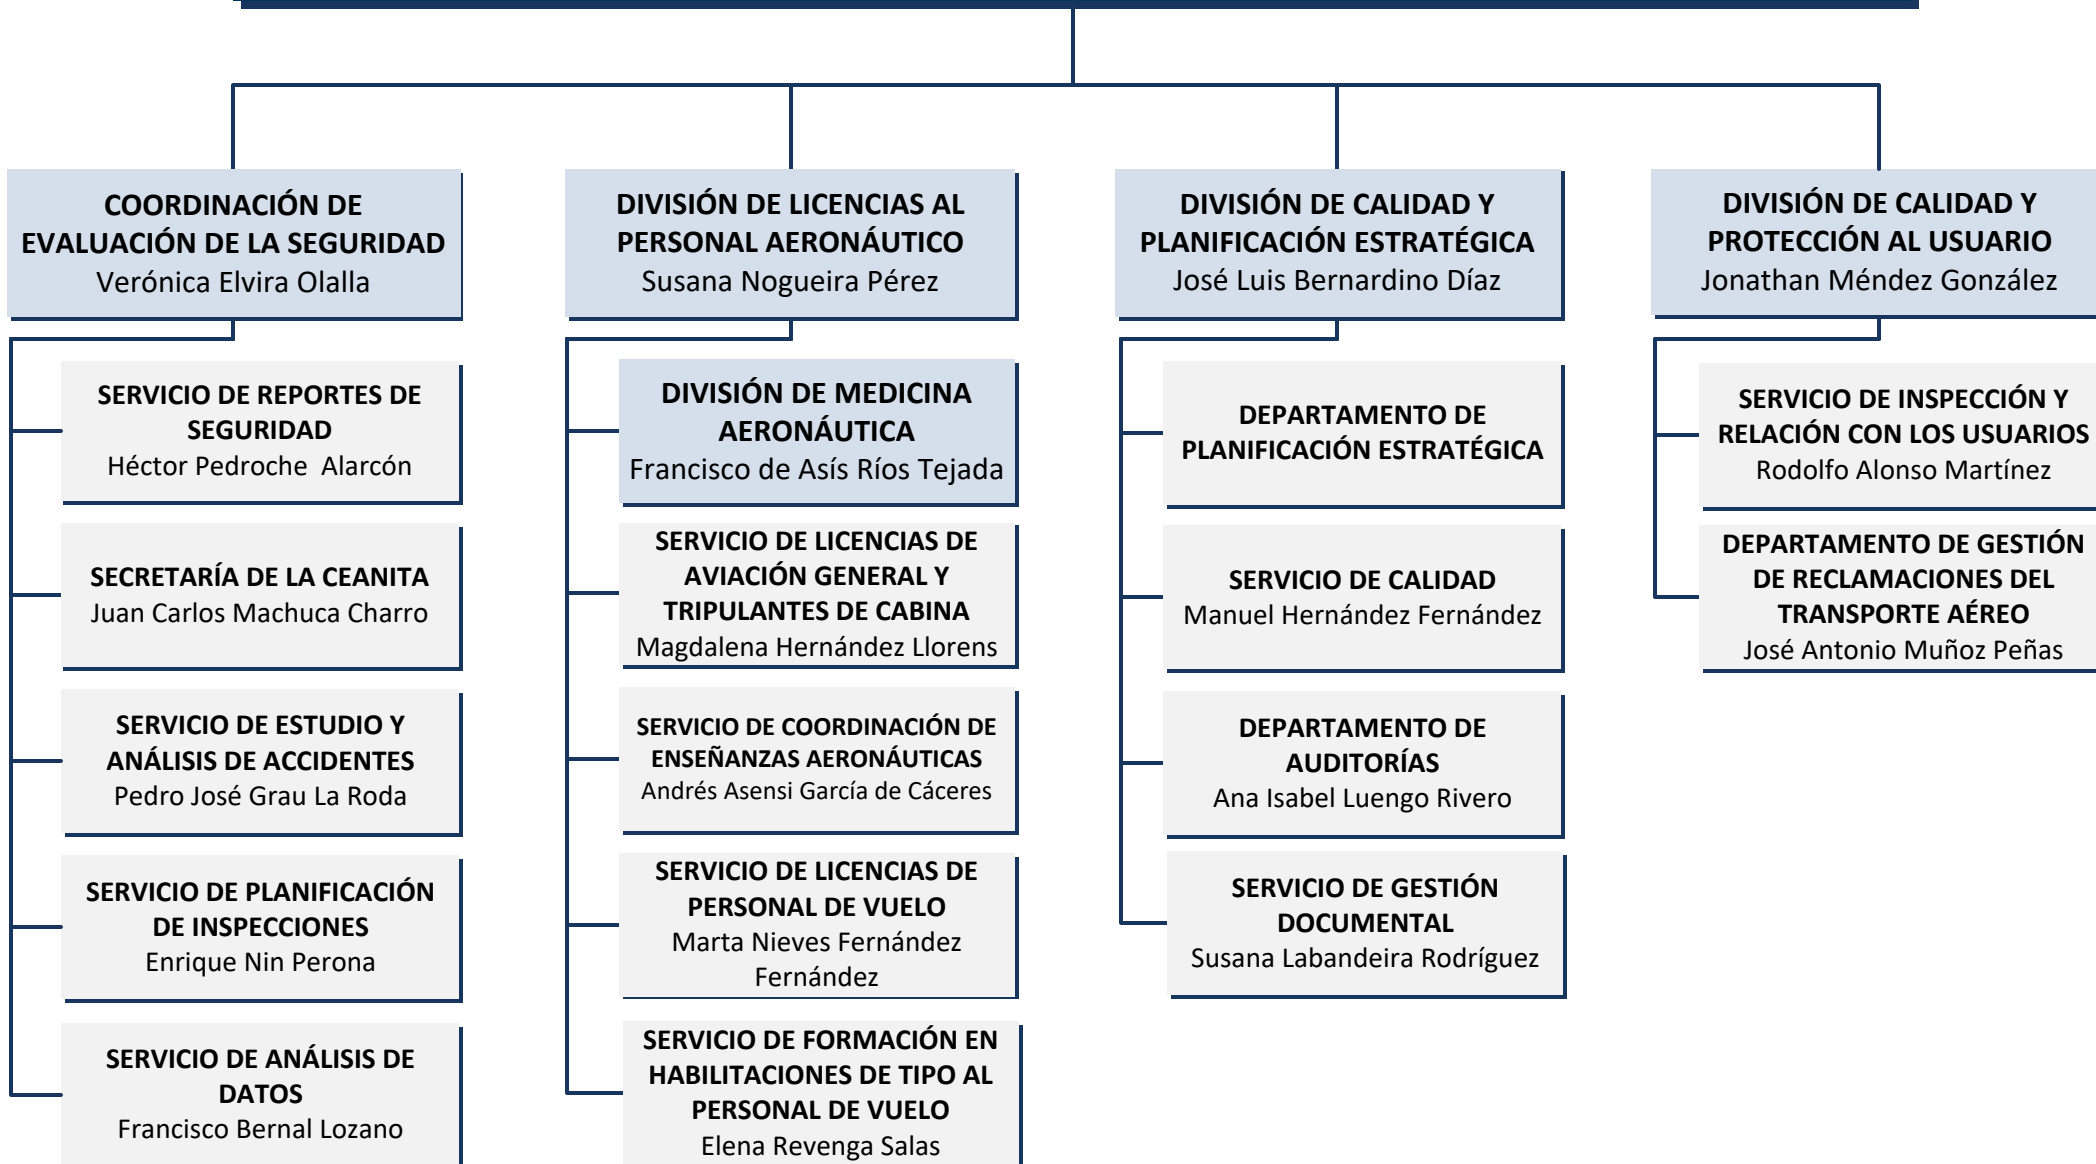 COORDINACIÓN DE
EVALUACIÓN DE LA SEGURIDAD
Verónica Elvira Olalla
SERVICIO DE REPORTES DE
SEGURIDAD
Héctor Pedroche  Alarcón
SECRETARÍA DE LA CEANITA
Juan Carlos Machuca Charro
SERVICIO DE ESTUDIO Y
ANÁLISIS DE ACCIDENTES
Pedro José Grau La Roda
SERVICIO DE PLANIFICACIÓN
DE INSPECCIONES
Enrique Nin Perona
SERVICIO DE ANÁLISIS DE
DATOS
Francisco Bernal Lozano
DIVISIÓN DE LICENCIAS AL
PERSONAL AERONÁUTICO
Susana Nogueira Pérez
DIVISIÓN DE MEDICINA
AERONÁUTICA
Francisco de Asís Ríos Tejada
SERVICIO DE LICENCIAS DE
AVIACIÓN GENERAL Y
TRIPULANTES DE CABINA
Magdalena Hernández Llorens
SERVICIO DE COORDINACIÓN DE
ENSEÑANZAS AERONÁUTICAS
Andrés Asensi García de Cáceres
SERVICIO DE LICENCIAS DE
PERSONAL DE VUELO
Marta Nieves Fernández
Fernández
SERVICIO DE FORMACIÓN EN
HABILITACIONES DE TIPO AL
PERSONAL DE VUELO
Elena Revenga Salas
DIVISIÓN DE CALIDAD Y
PLANIFICACIÓN ESTRATÉGICA
José Luis Bernardino Díaz
DEPARTAMENTO DE
PLANIFICACIÓN ESTRATÉGICA
SERVICIO DE CALIDAD
Manuel Hernández Fernández
DEPARTAMENTO DE
AUDITORÍAS
Ana Isabel Luengo Rivero
SERVICIO DE GESTIÓN
DOCUMENTAL
Susana Labandeira Rodríguez
DIVISIÓN DE CALIDAD Y
PROTECCIÓN AL USUARIO
Jonathan Méndez González
SERVICIO DE INSPECCIÓN Y
RELACIÓN CON LOS USUARIOS
Rodolfo Alonso Martínez
DEPARTAMENTO DE GESTIÓN
DE RECLAMACIONES DEL
TRANSPORTE AÉREO
José Antonio Muñoz Peñas